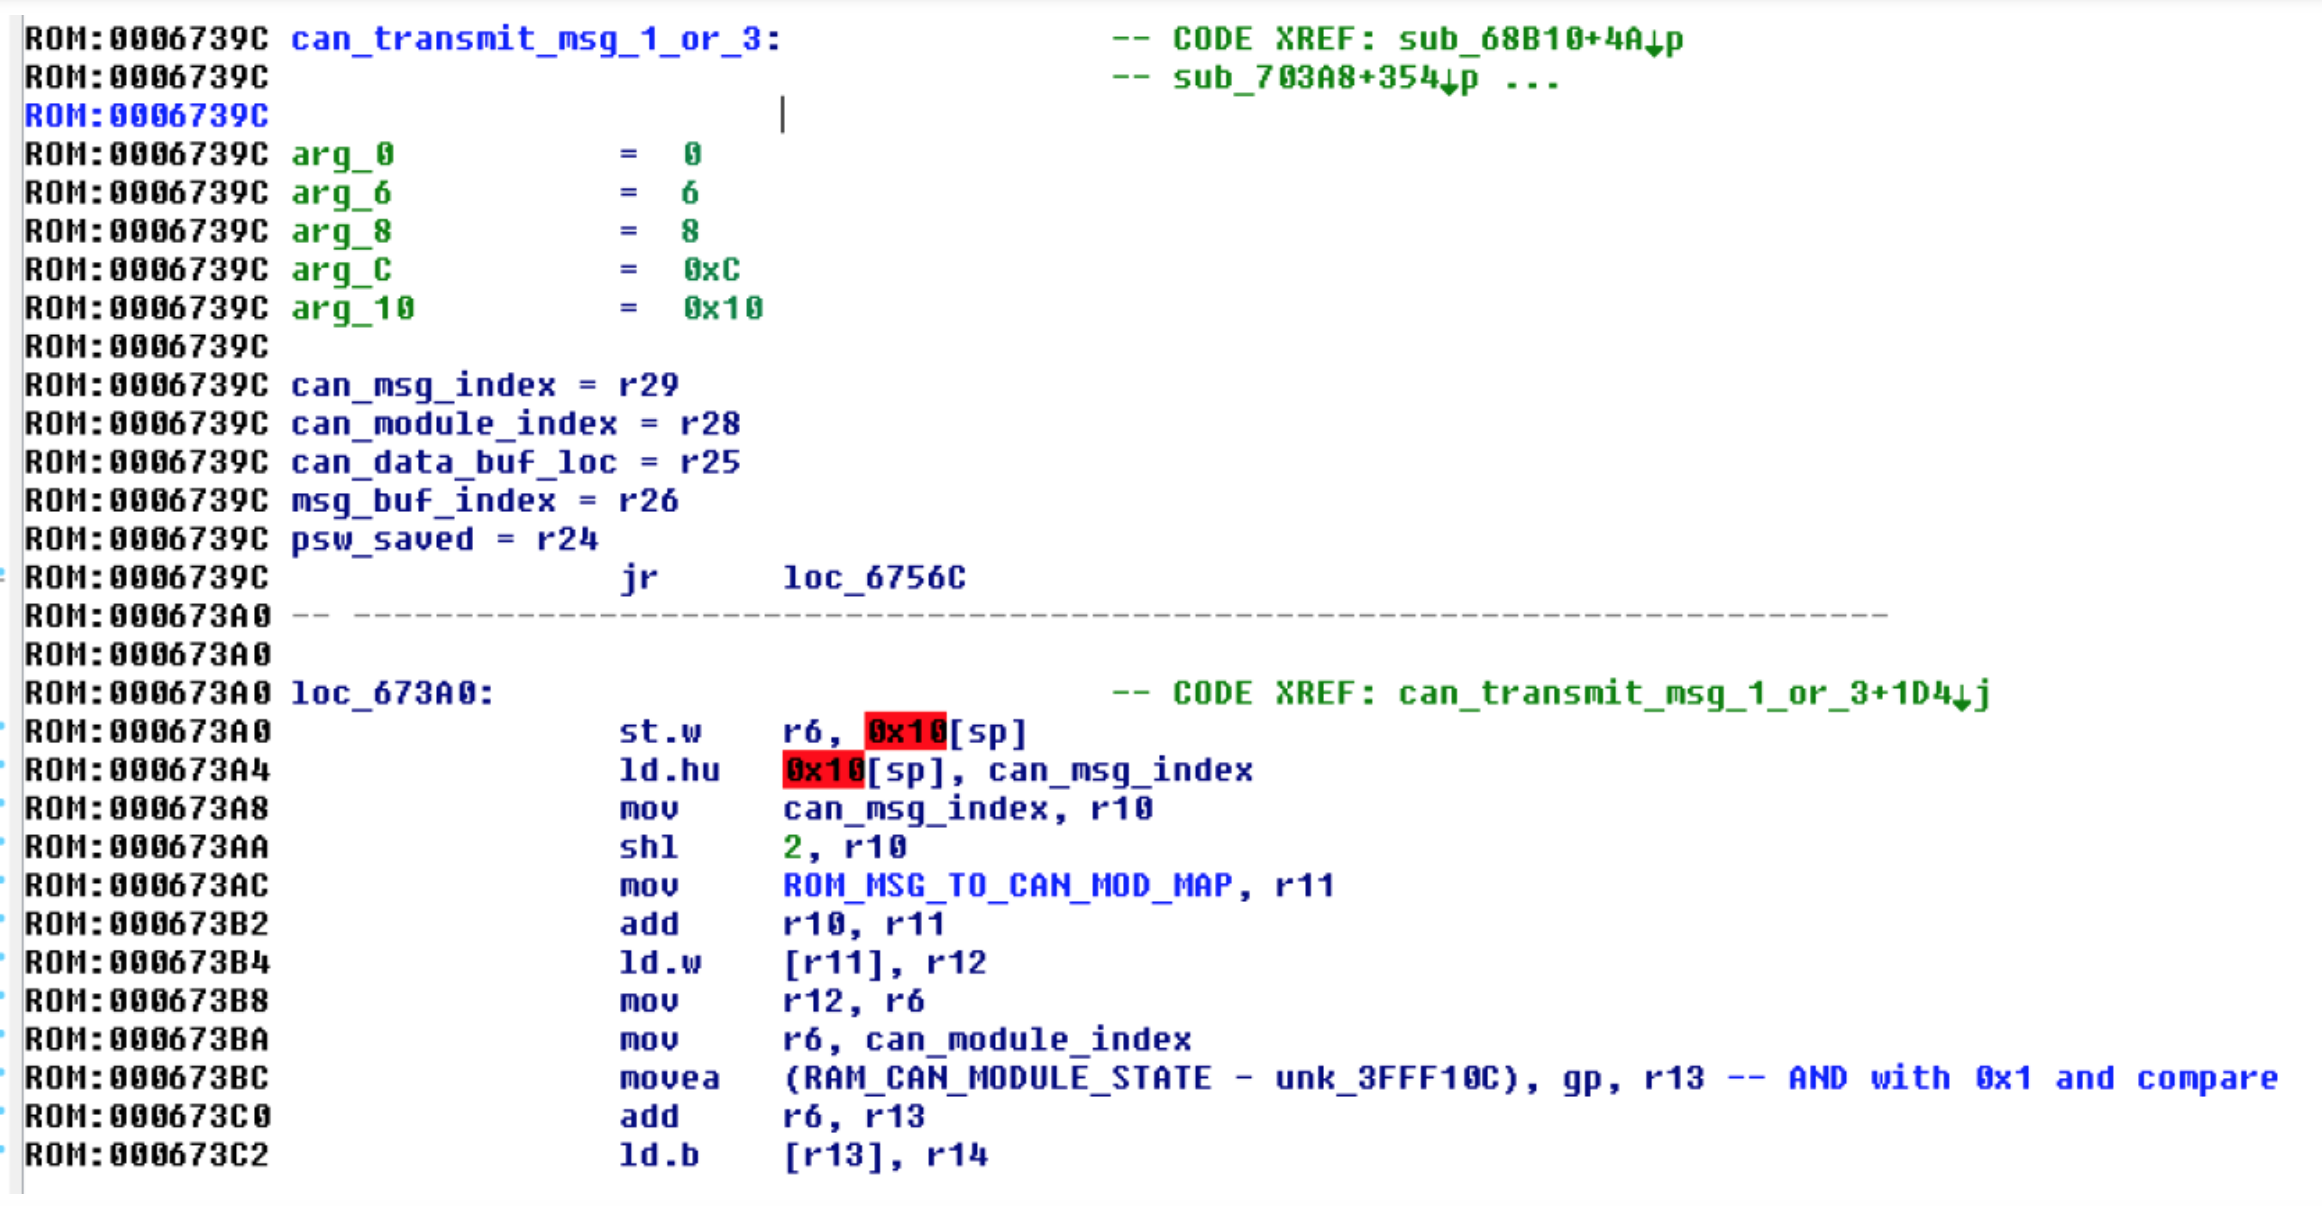 ROM:0006739C can_transmit_msg_1_or_3: -- CODE XREF: sub_68B10+4A↓p
ROM:0006739C -- sub_703A8+354↓p ...
ROM:0006739C
ROM:0006739C arg_0 = 0
ROM:0006739C arg_6 = 6
ROM:0006739C arg_8 = 8
ROM:0006739C arg_C = 0xC
ROM:0006739C arg_10 = 0x10
ROM:0006739C
ROM:0006739C can_msg_index = r29
ROM:0006739C can_module_index = r28
ROM:0006739C can_data_buf_loc = r25
ROM:0006739C msg_buf_index = r26
ROM:0006739C psw_saved = r24
ROM:0006739C jr loc_6756C
ROM:000673A0 -- ---------------------------------------------------------------------------
ROM:000673A0
ROM:000673A0 loc_673A0: -- CODE XREF: can_transmit_msg_1_or_3+1D4↓j
ROM:000673A0 st.w r6, 0x10[sp]
ROM:000673A4 ld.hu 0x10[sp], can_msg_index
ROM:000673A8 mov can_msg_index, r10
ROM:000673AA shl 2, r10
ROM:000673AC mov ROM_MSG_TO_CAN_MOD_MAP, r11
ROM:000673B2 add r10, r11
ROM:000673B4 ld.w [r11], r12
ROM:000673B8 mov r12, r6
ROM:000673BA mov r6, can_module_index
ROM:000673BC movea (RAM_CAN_MODULE_STATE - unk_3FFF10C), gp, r13 -- AND with 0x1 and compare
ROM:000673C0 add r6, r13
ROM:000673C2 ld.b [r13], r14